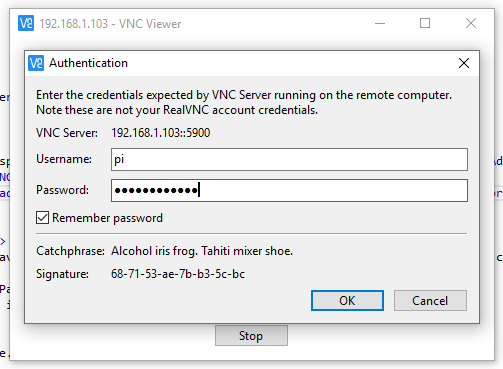 192.168.1.103 - VNC Viewer
Authentication
Enter the credentials expected by VNC Server running on the remote computer.
Note these are not your RealVNC account credentials.
VNC Server: 192.168.1.103::5900
Username: pi
Password: ●●●●●●●●●●●●
Remember password
Catchphrase: Alcohol iris frog. Tahiti mixer shoe.
Signature: 68-71-53-ae-7b-b3-5c-bc
OK Cancel
Stop